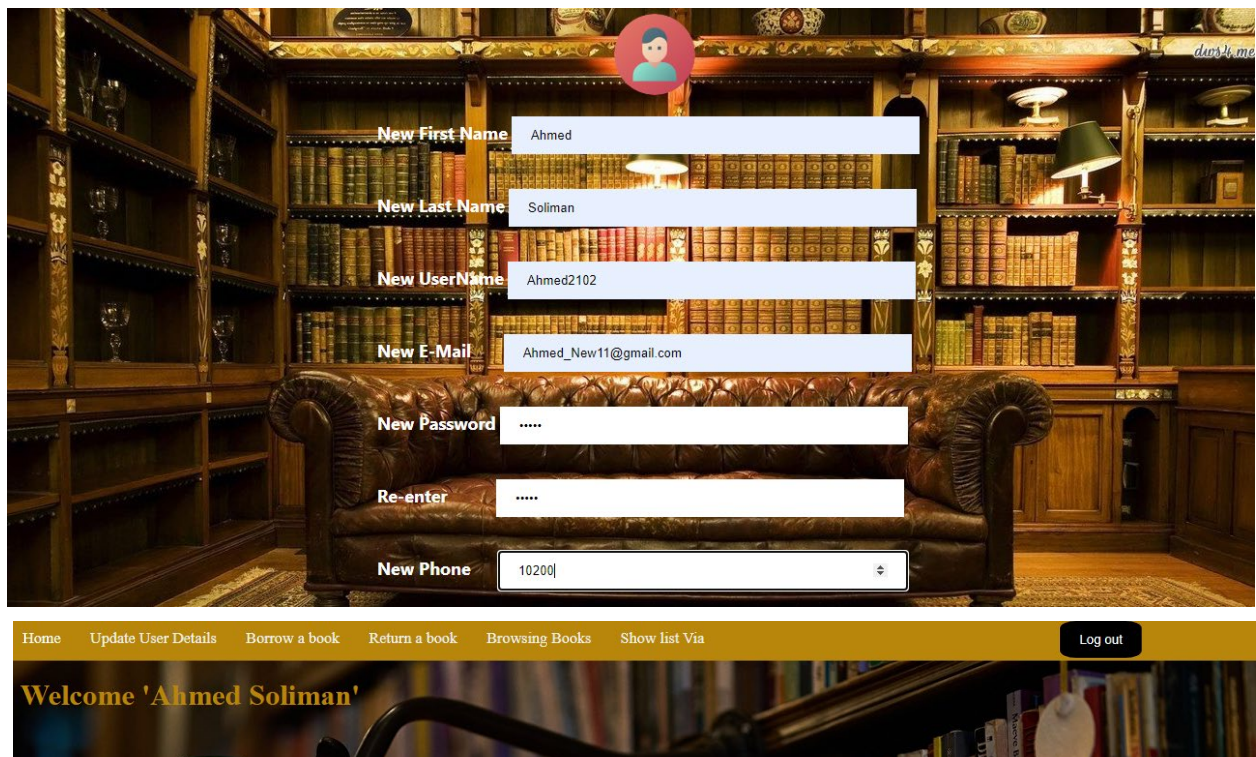 dws4.me
New First Name Ahmed
New Last Name Soliman
New UserName Ahmed2102
New E-Mail Ahmed_New11@gmail.com
New Password •••••
Re-enter •••••
New Phone 10200
Home Update User Details Borrow a book Return a book Browsing Books Show list Via Log out
Welcome 'Ahmed Soliman'